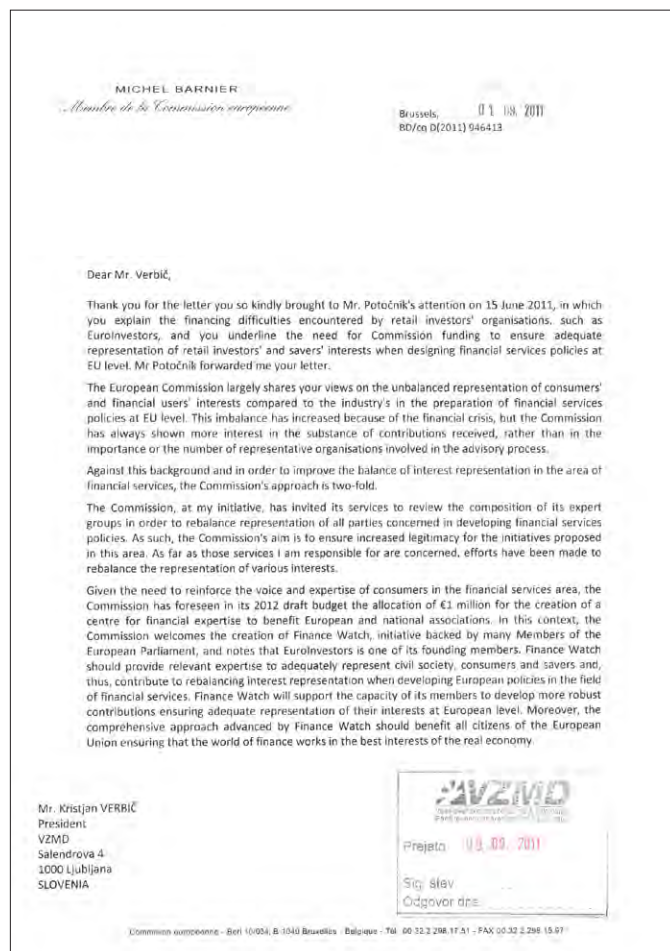 MICHEL BARNIER
Membre de la Commission européenne
Brussels, 01 09. 2011
BD/cq D(2011) 946413
Dear Mr. Verbič,
Thank you for the letter you so kindly brought to Mr. Potočnik's attention on 15 June 2011, in which
you explain the financing difficulties encountered by retail investors' organisations, such as
EuroInvestors, and you underline the need for Commission funding to ensure adequate
representation of retail investors' and savers' interests when designing financial services policies at
EU level. Mr Potočnik forwarded me your letter.
The European Commission largely shares your views on the unbalanced representation of consumers'
and financial users' interests compared to the industry's in the preparation of financial services
policies at EU level. This imbalance has increased because of the financial crisis, but the Commission
has always shown more interest in the substance of contributions received, rather than in the
importance or the number of representative organisations involved in the advisory process.
Against this background and in order to improve the balance of interest representation in the area of
financial services, the Commission's approach is two-fold.
The Commission, at my initiative, has invited its services to review the composition of its expert
groups in order to rebalance representation of all parties concerned in developing financial services
policies. As such, the Commission's aim is to ensure increased legitimacy for the initiatives proposed
in this area. As far as those services I am responsible for are concerned, efforts have been made to
rebalance the representation of various interests.
Given the need to reinforce the voice and expertise of consumers in the financial services area, the
Commission has foreseen in its 2012 draft budget the allocation of €1 million for the creation of a
centre for financial expertise to benefit European and national associations. In this context, the
Commission welcomes the creation of Finance Watch, initiative backed by many Members of the
European Parliament, and notes that EuroInvestors is one of its founding members. Finance Watch
should provide relevant expertise to adequately represent civil society, consumers and savers and,
thus, contribute to rebalancing interest representation when developing European policies in the field
of financial services. Finance Watch will support the capacity of its members to develop more robust
contributions ensuring adequate representation of their interests at European level. Moreover, the
comprehensive approach advanced by Finance Watch should benefit all citizens of the European
Union ensuring that the world of finance works in the best interests of the real economy
Mr. Kristjan VERBIČ
President
VZMD
Salendrova 4
1000 Ljubljana
SLOVENIA
VZMD
Prejeto 09. 09. 2011
Sig. štev.
Odgovor dne
Commission européenne - Berl 10/034, B-1049 Bruxelles - Belgique - Tél 00.32.2.298.17.51 - FAX 00.32.2.298.15.97